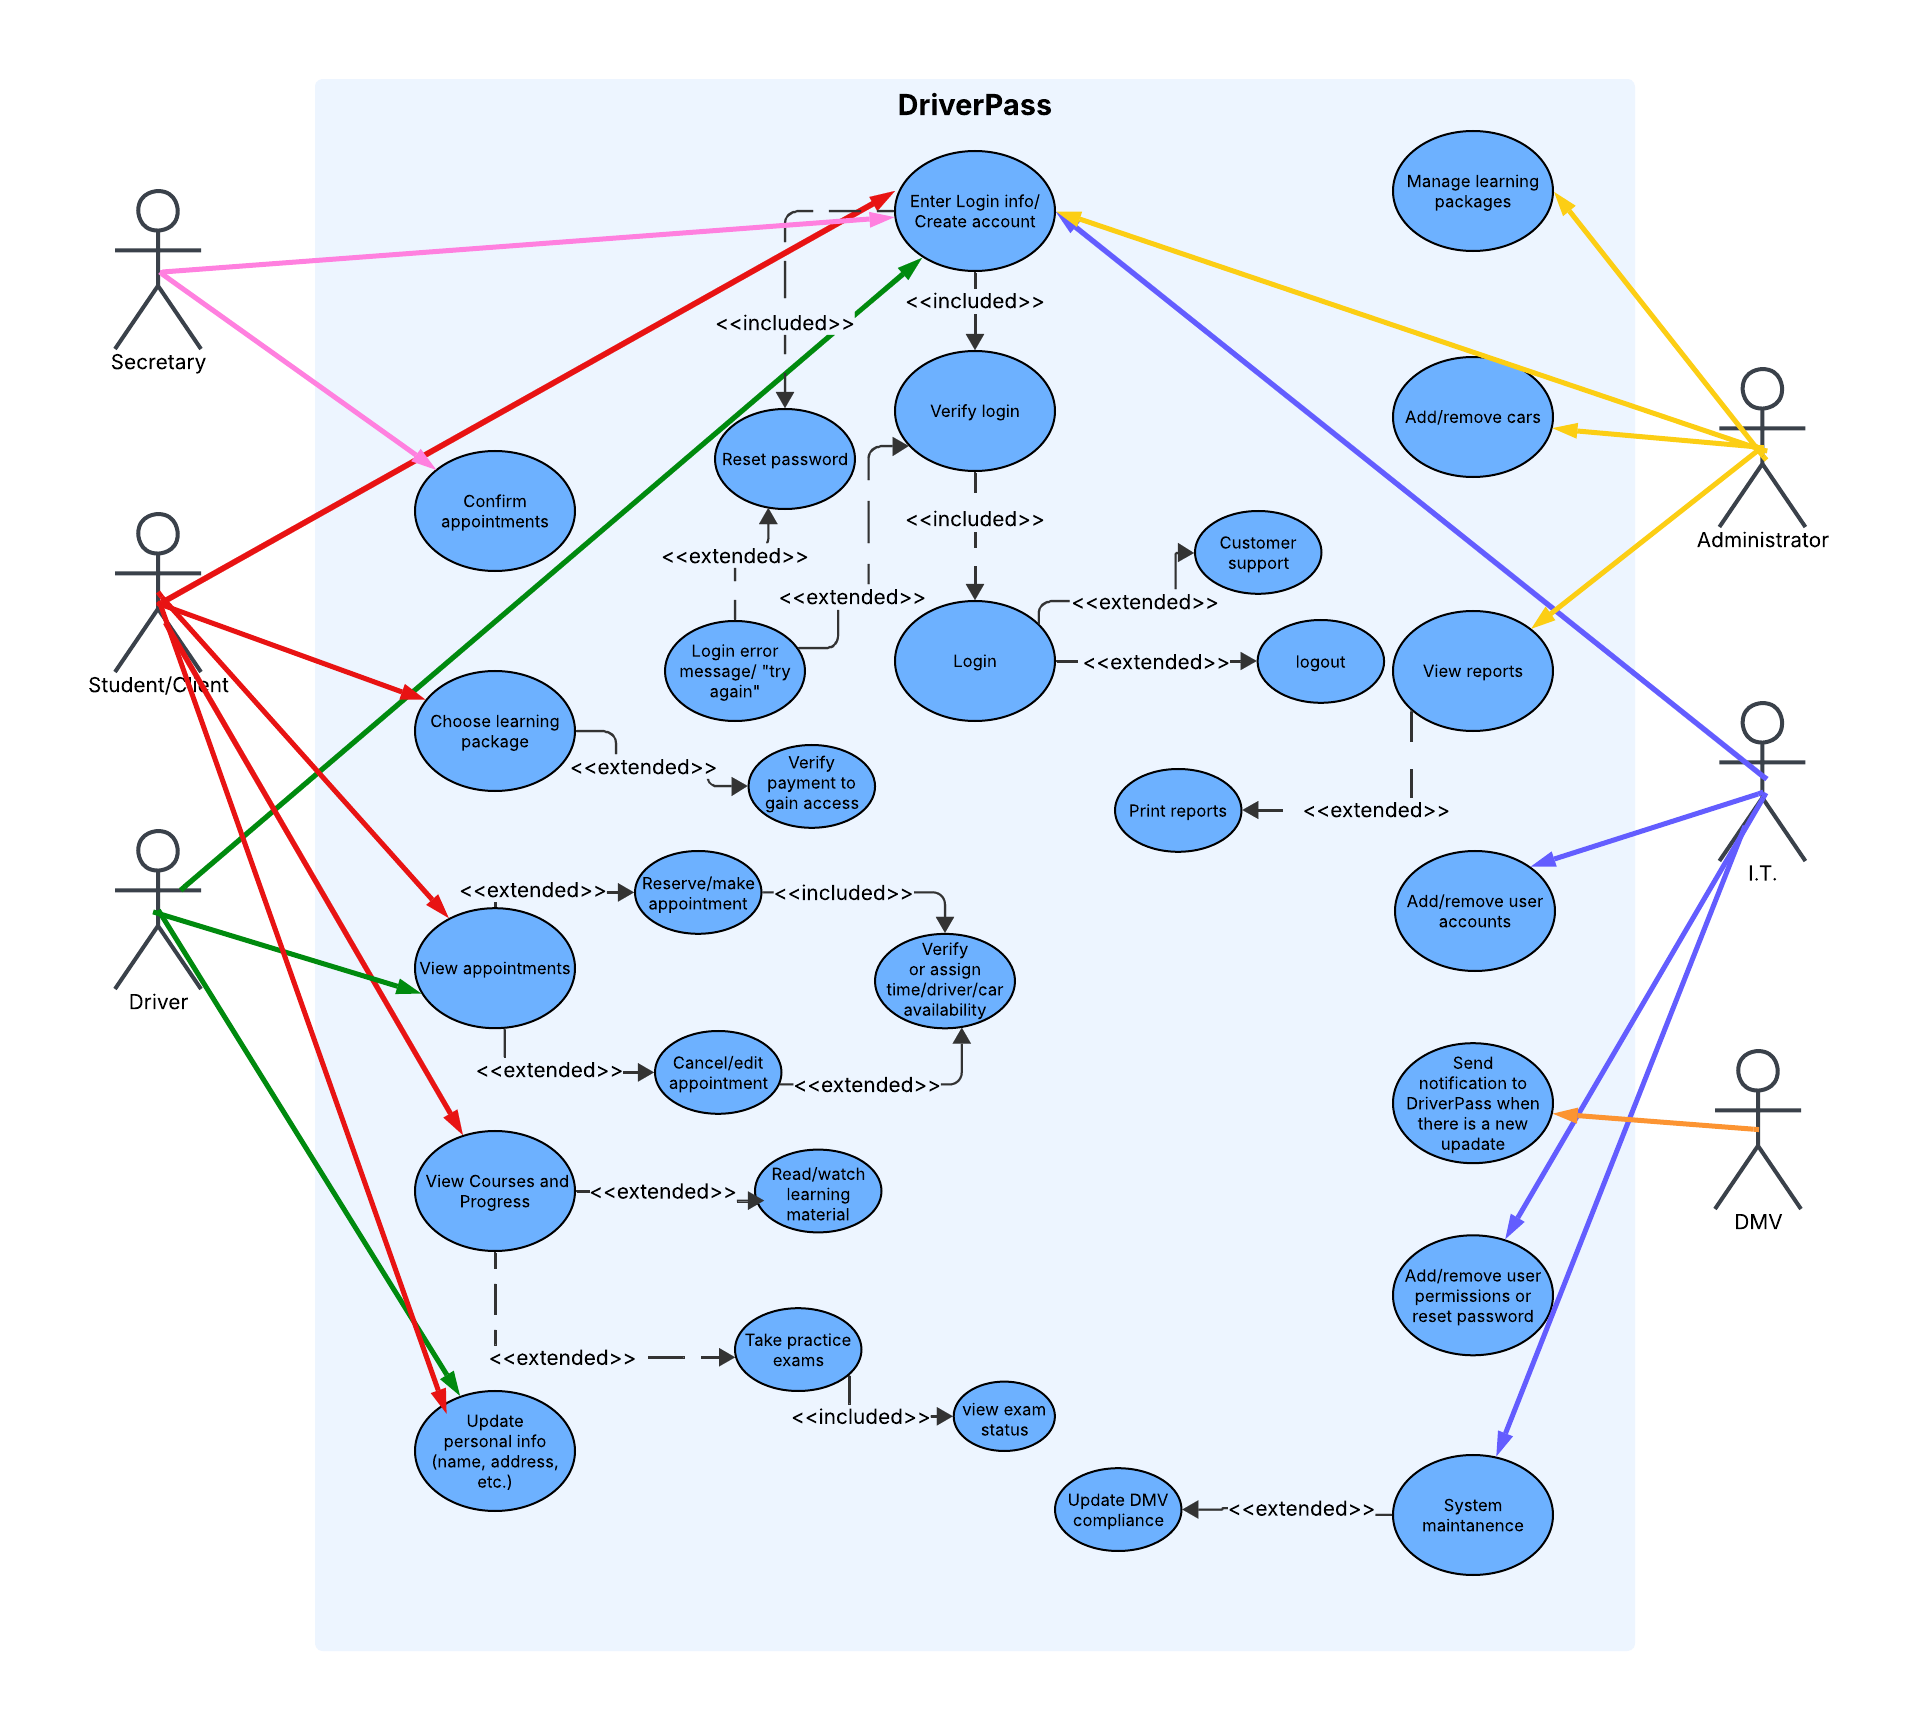 DriverPass
Enter Login info/
Create account
Manage learning
packages
<<included>>
<<included>>
Secretary
Verify login
Add/remove cars
Reset password
Confirm
appointments
<<included>>
Customer
support
Administrator
<<extended>>
<<extended>>
<<extended>>
Login error
message/ "try
again"
Login
<<extended>>
logout
View reports
Student/Client
Choose learning
package
<<extended>>
Verify
payment to
gain access
Print reports
<<extended>>
I.T.
<<extended>>
Reserve/make
appointment
<<included>>
Add/remove user
accounts
View appointments
Verify
or assign
time/driver/car
availability
Driver
<<extended>>
Cancel/edit
appointment
<<extended>>
Send
notification to
DriverPass when
there is a new
upadate
View Courses and
Progress
<<extended>>
Read/watch
learning
material
DMV
Add/remove user
permissions or
reset password
<<extended>>
Take practice
exams
<<included>>
view exam
status
Update
personal info
(name, address,
etc.)
Update DMV
compliance
<<extended>>
System
maintanence